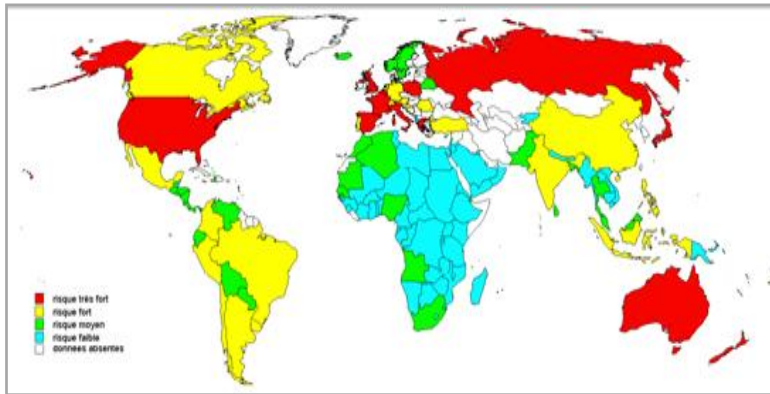 risque très fort
risque fort
risque moyen
risque faible
données absentes